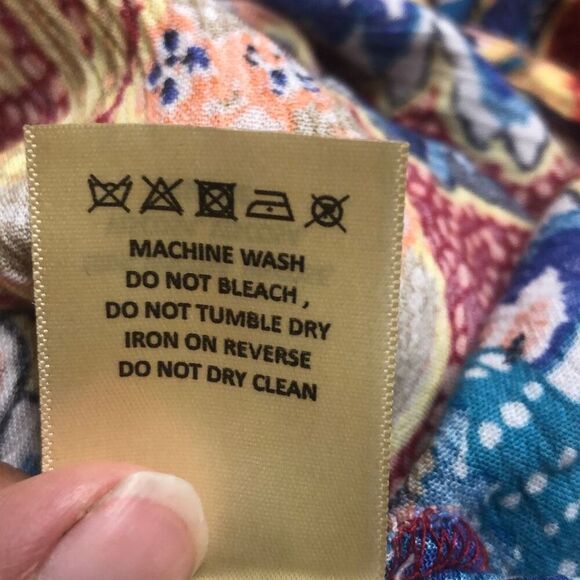 MACHINE WASH
DO NOT BLEACH ,
DO NOT TUMBLE DRY
IRON ON REVERSE
DO NOT DRY CLEAN